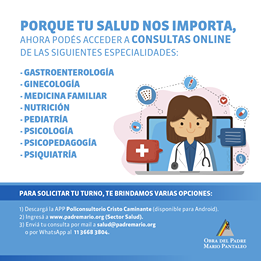 PORQUE TU SALUD NOS IMPORTA,
AHORA PODÉS ACCEDER A CONSULTAS ONLINE
DE LAS SIGUIENTES ESPECIALIDADES:
· GASTROENTEROLOGÍA
· GINECOLOGÍA
· MEDICINA FAMILIAR
· NUTRICIÓN
· PEDIATRÍA
· PSICOLOGÍA
· PSICOPEDAGOGÍA
· PSIQUIATRÍA
PARA SOLICITAR TU TURNO, TE BRINDAMOS VARIAS OPCIONES:
1) Descargá la APP Policonsultorio Cristo Caminante (disponible para Android).
2) Ingresá a www.padremario.org (Sector Salud).
3) Enviá tu consulta por mail a salud@padremario.org
o por WhatsApp al 11 3668 3804.
OBRA DEL PADRE
MARIO PANTALEO